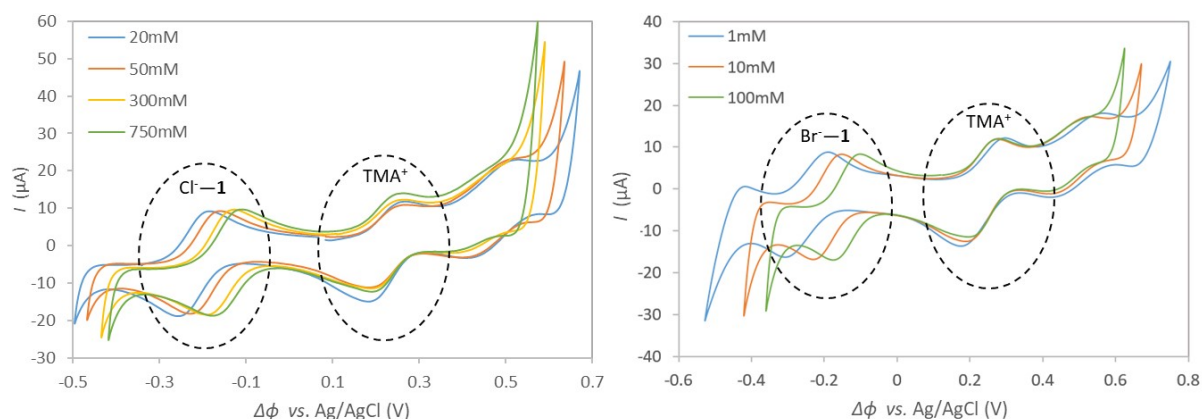 60
50
40
30
20
10
0
-10
-20
-30
I (μA)
20mM
50mM
300mM
750mM
Cl⁻—1
TMA⁺
-0.5
-0.3
-0.1
0.1
0.3
0.5
0.7
Δϕ vs. Ag/AgCl (V)
40
30
20
10
0
-10
-20
-30
-40
I (μA)
1mM
10mM
100mM
Br⁻—1
TMA⁺
-0.6
-0.4
-0.2
0
0.2
0.4
0.6
0.8
Δϕ vs. Ag/AgCl (V)